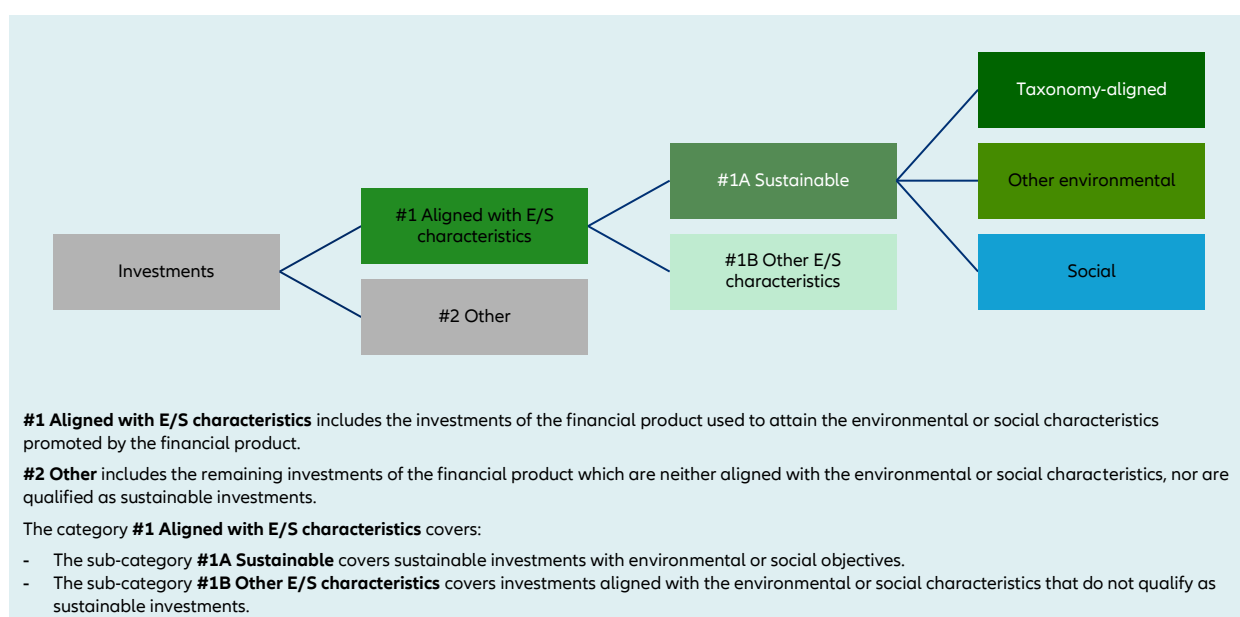 Taxonomy-aligned
#1A Sustainable
Other environmental
#1 Aligned with E/S
characteristics
#1B Other E/S
characteristics
Investments
Social
#2 Other
#1 Aligned with E/S characteristics includes the investments of the financial product used to attain the environmental or social characteristics
promoted by the financial product.
#2 Other includes the remaining investments of the financial product which are neither aligned with the environmental or social characteristics, nor are
qualified as sustainable investments.
The category #1 Aligned with E/S characteristics covers:
- The sub-category #1A Sustainable covers sustainable investments with environmental or social objectives.
- The sub-category #1B Other E/S characteristics covers investments aligned with the environmental or social characteristics that do not qualify as
sustainable investments.